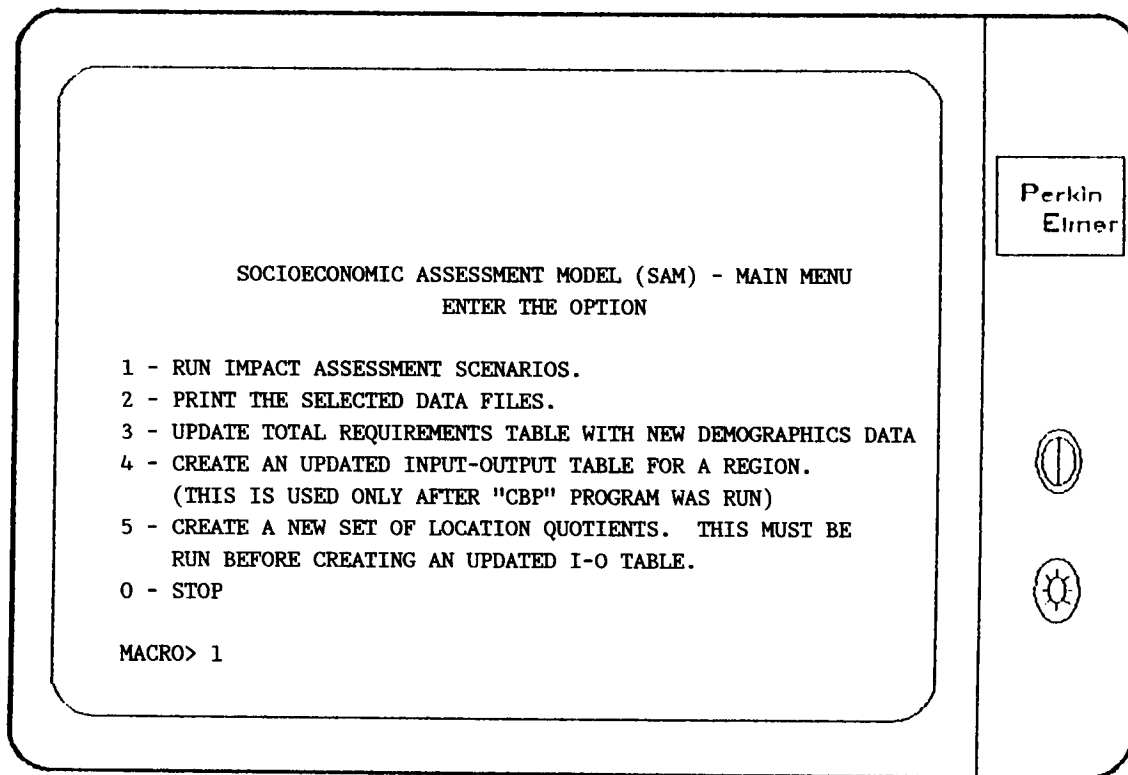 SOCIOECONOMIC ASSESSMENT MODEL (SAM) - MAIN MENU
ENTER THE OPTION
1 - RUN IMPACT ASSESSMENT SCENARIOS.
2 - PRINT THE SELECTED DATA FILES.
3 - UPDATE TOTAL REQUIREMENTS TABLE WITH NEW DEMOGRAPHICS DATA
4 - CREATE AN UPDATED INPUT-OUTPUT TABLE FOR A REGION.
(THIS IS USED ONLY AFTER "CBP" PROGRAM WAS RUN)
5 - CREATE A NEW SET OF LOCATION QUOTIENTS. THIS MUST BE
RUN BEFORE CREATING AN UPDATED I-O TABLE.
0 - STOP
MACRO> 1
Perkin
Elmer